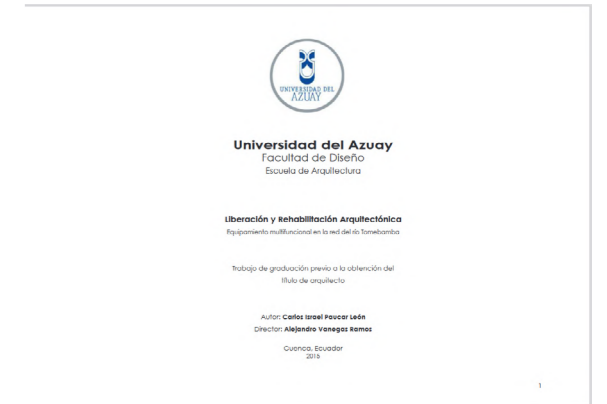 UNIVERSIDAD DEL
AZUAY
Universidad del Azuay
Facultad de Diseño
Escuela de Arquitectura
Liberación y Rehabilitación Arquitectónica
Equipamiento multifuncional en la red del río Tomebamba
Trabajo de graduación previo a la obtención del
título de arquitecto
Autor: Carlos Israel Paucar León
Director: Alejandro Vanegas Ramos
Cuenca, Ecuador
2015
1